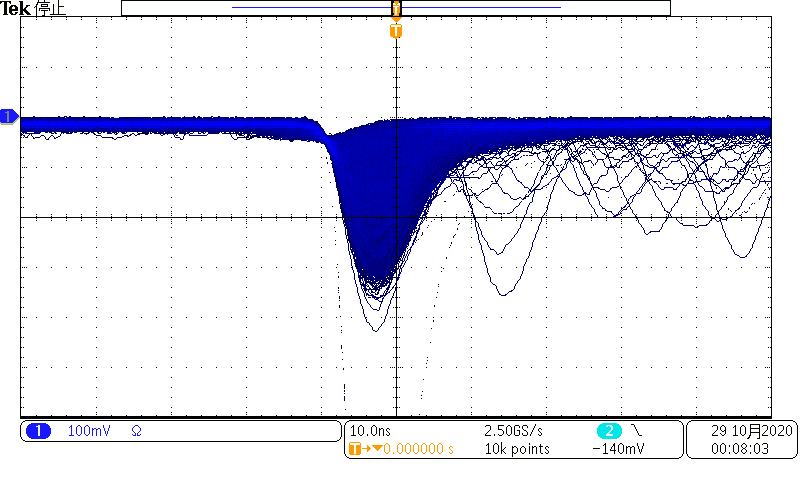 Tek 停止
T
T
1
1 100mV Ω
10.0ns 2.50GS/s 2
T→▼0.000000 s 10k points −140mV
29 10月2020
00:08:03